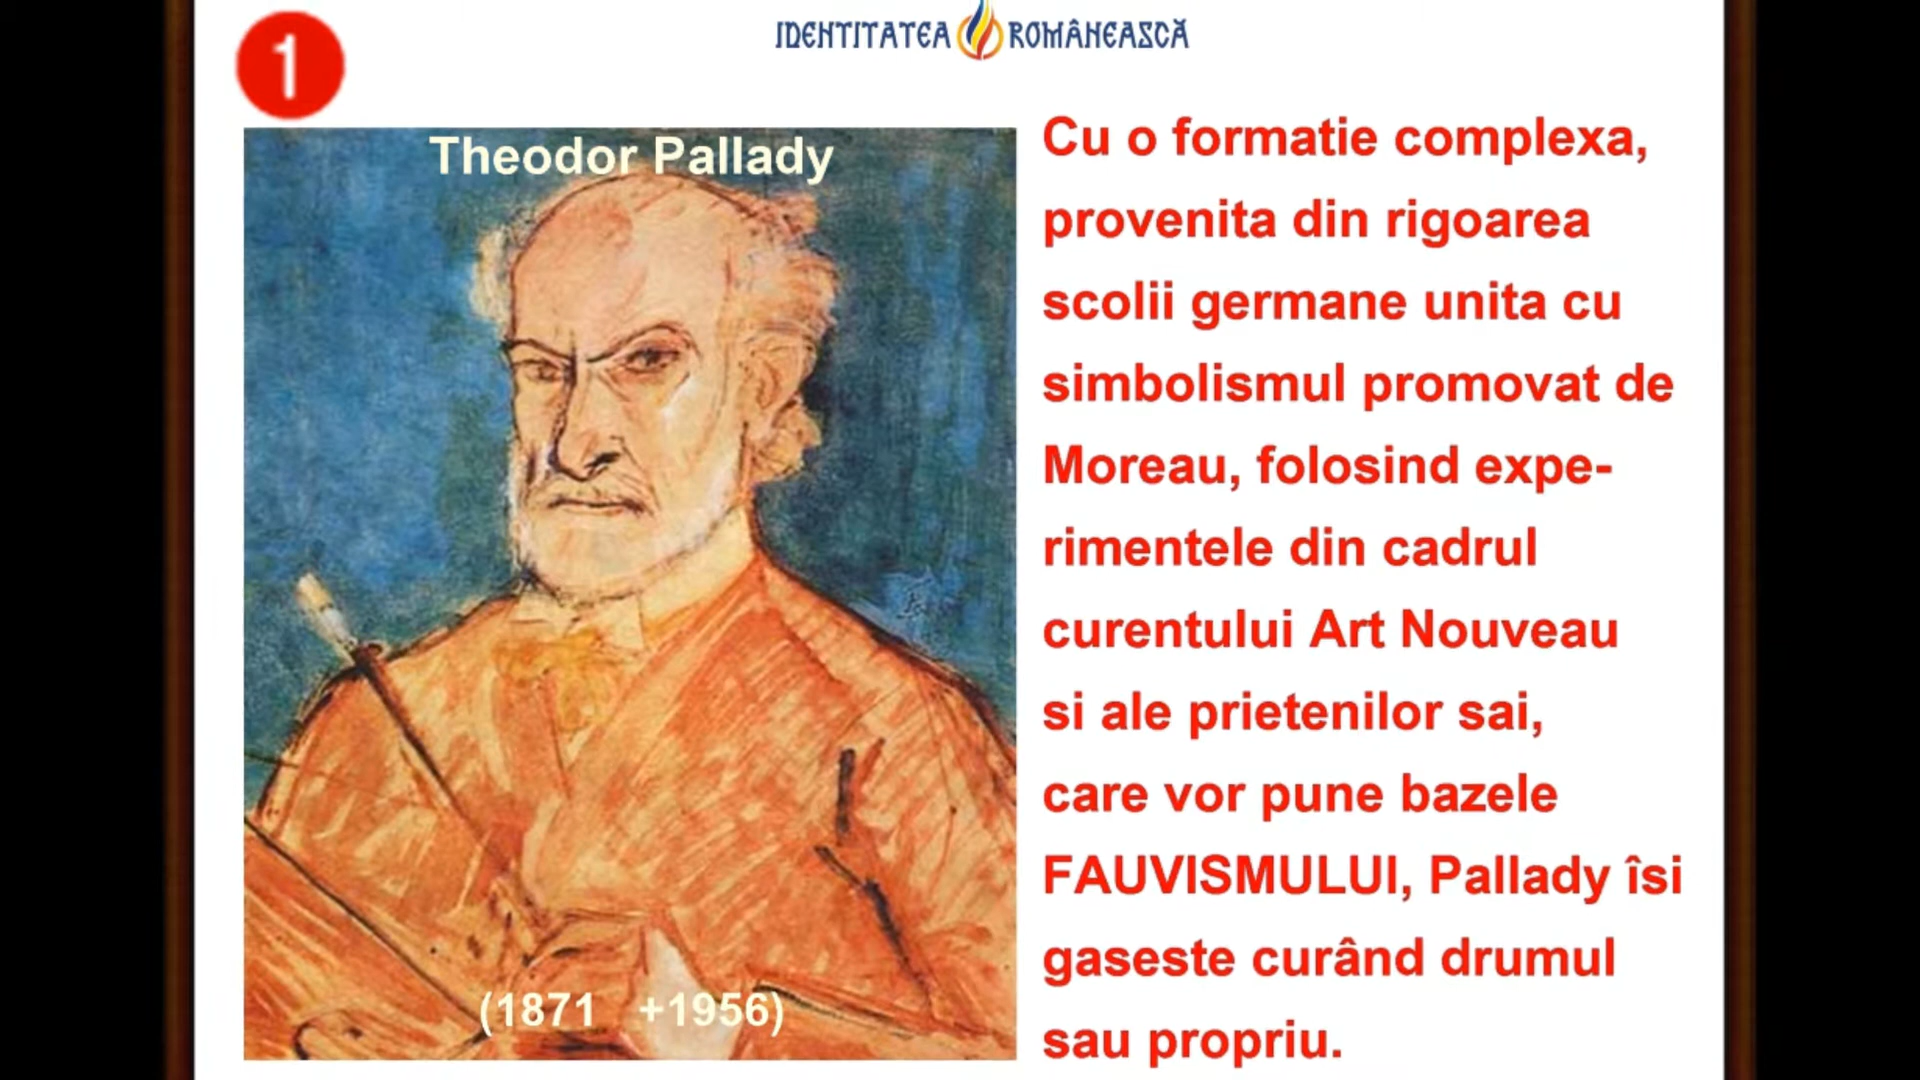 1
IDENTITATEA ROMÂNEASCĂ
Theodor Pallady
(1871 +1956)
Cu o formatie complexa,
provenita din rigoarea
scolii germane unita cu
simbolismul promovat de
Moreau, folosind expe-
rimentele din cadrul
curentului Art Nouveau
si ale prietenilor sai,
care vor pune bazele
FAUVISMULUI, Pallady îsi
gaseste curând drumul
sau propriu.